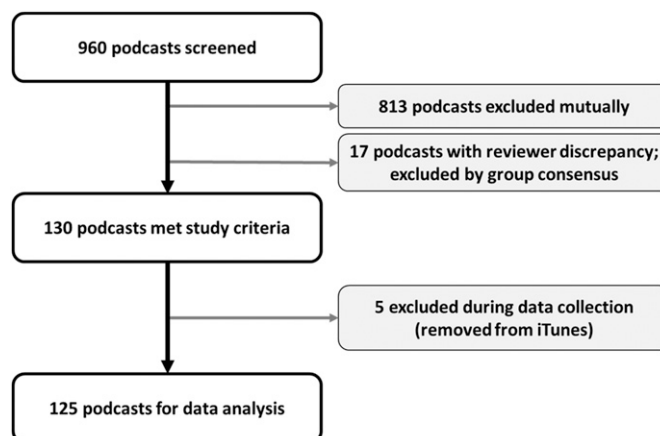 960 podcasts screened
813 podcasts excluded mutually
17 podcasts with reviewer discrepancy;
excluded by group consensus
130 podcasts met study criteria
5 excluded during data collection
(removed from iTunes)
125 podcasts for data analysis